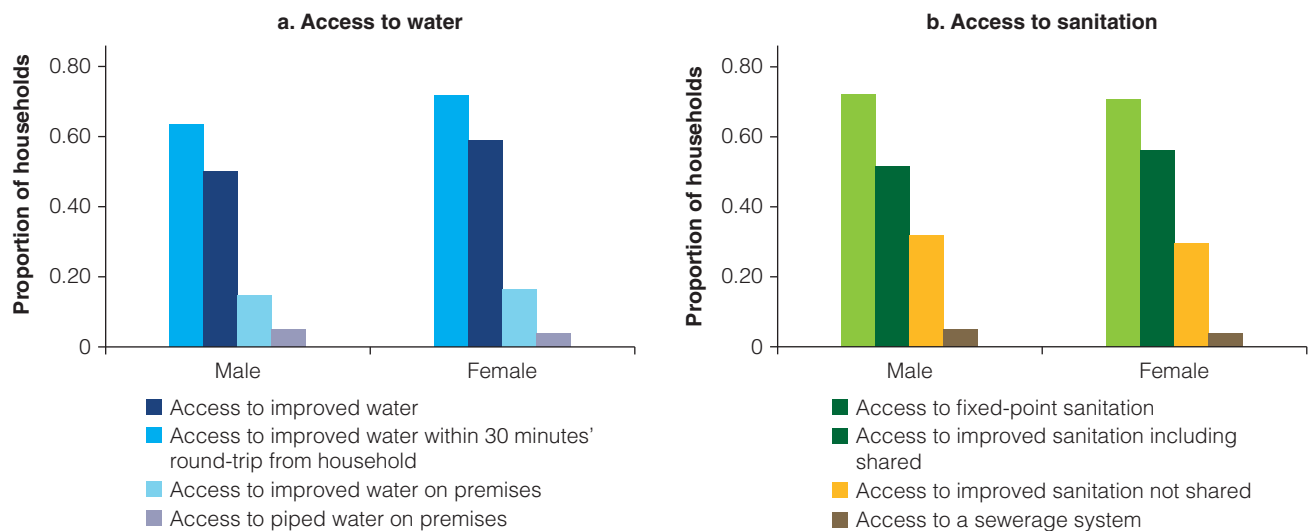 a. Access to water
Proportion of households
0.80
0.60
0.40
0.20
0
Male
Female
Access to improved water
Access to improved water within 30 minutes’
round-trip from household
Access to improved water on premises
Access to piped water on premises
b. Access to sanitation
Proportion of households
0.80
0.60
0.40
0.20
0
Male
Female
Access to fixed-point sanitation
Access to improved sanitation including
shared
Access to improved sanitation not shared
Access to a sewerage system